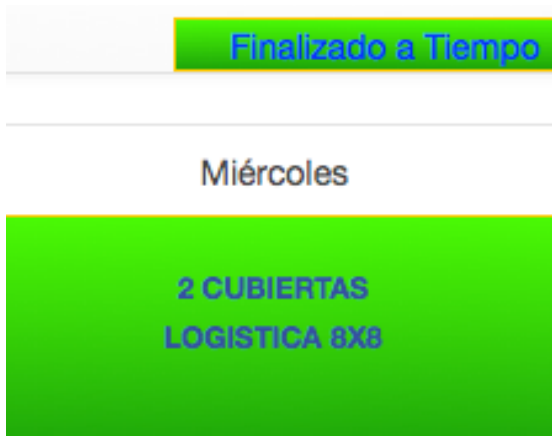 Finalizado a Tiempo
Miércoles
2 CUBIERTAS
LOGISTICA 8X8